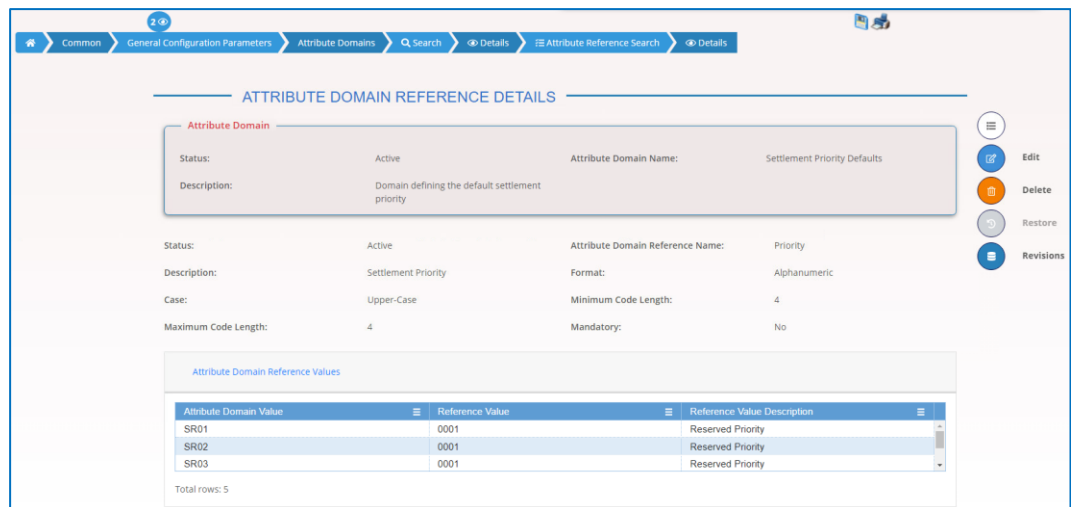 2
Common General Configuration Parameters Attribute Domains Search Details Attribute Reference Search Details
ATTRIBUTE DOMAIN REFERENCE DETAILS
Attribute Domain
Status: Active Attribute Domain Name: Settlement Priority Defaults
Description: Domain defining the default settlement
priority
Edit
Delete
Restore
Revisions
Status: Active Attribute Domain Reference Name: Priority
Description: Settlement Priority Format: Alphanumeric
Case: Upper-Case Minimum Code Length: 4
Maximum Code Length: 4 Mandatory: No
Attribute Domain Reference Values
Attribute Domain Value Reference Value Reference Value Description
SR01 0001 Reserved Priority
SR02 0001 Reserved Priority
SR03 0001 Reserved Priority
Total rows: 5